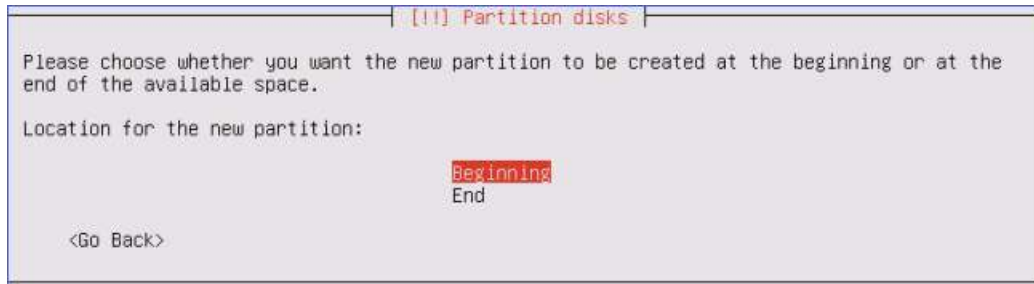 [!!] Partition disks
Please choose whether you want the new partition to be created at the beginning or at the
end of the available space.
Location for the new partition:
Beginning
End
<Go Back>